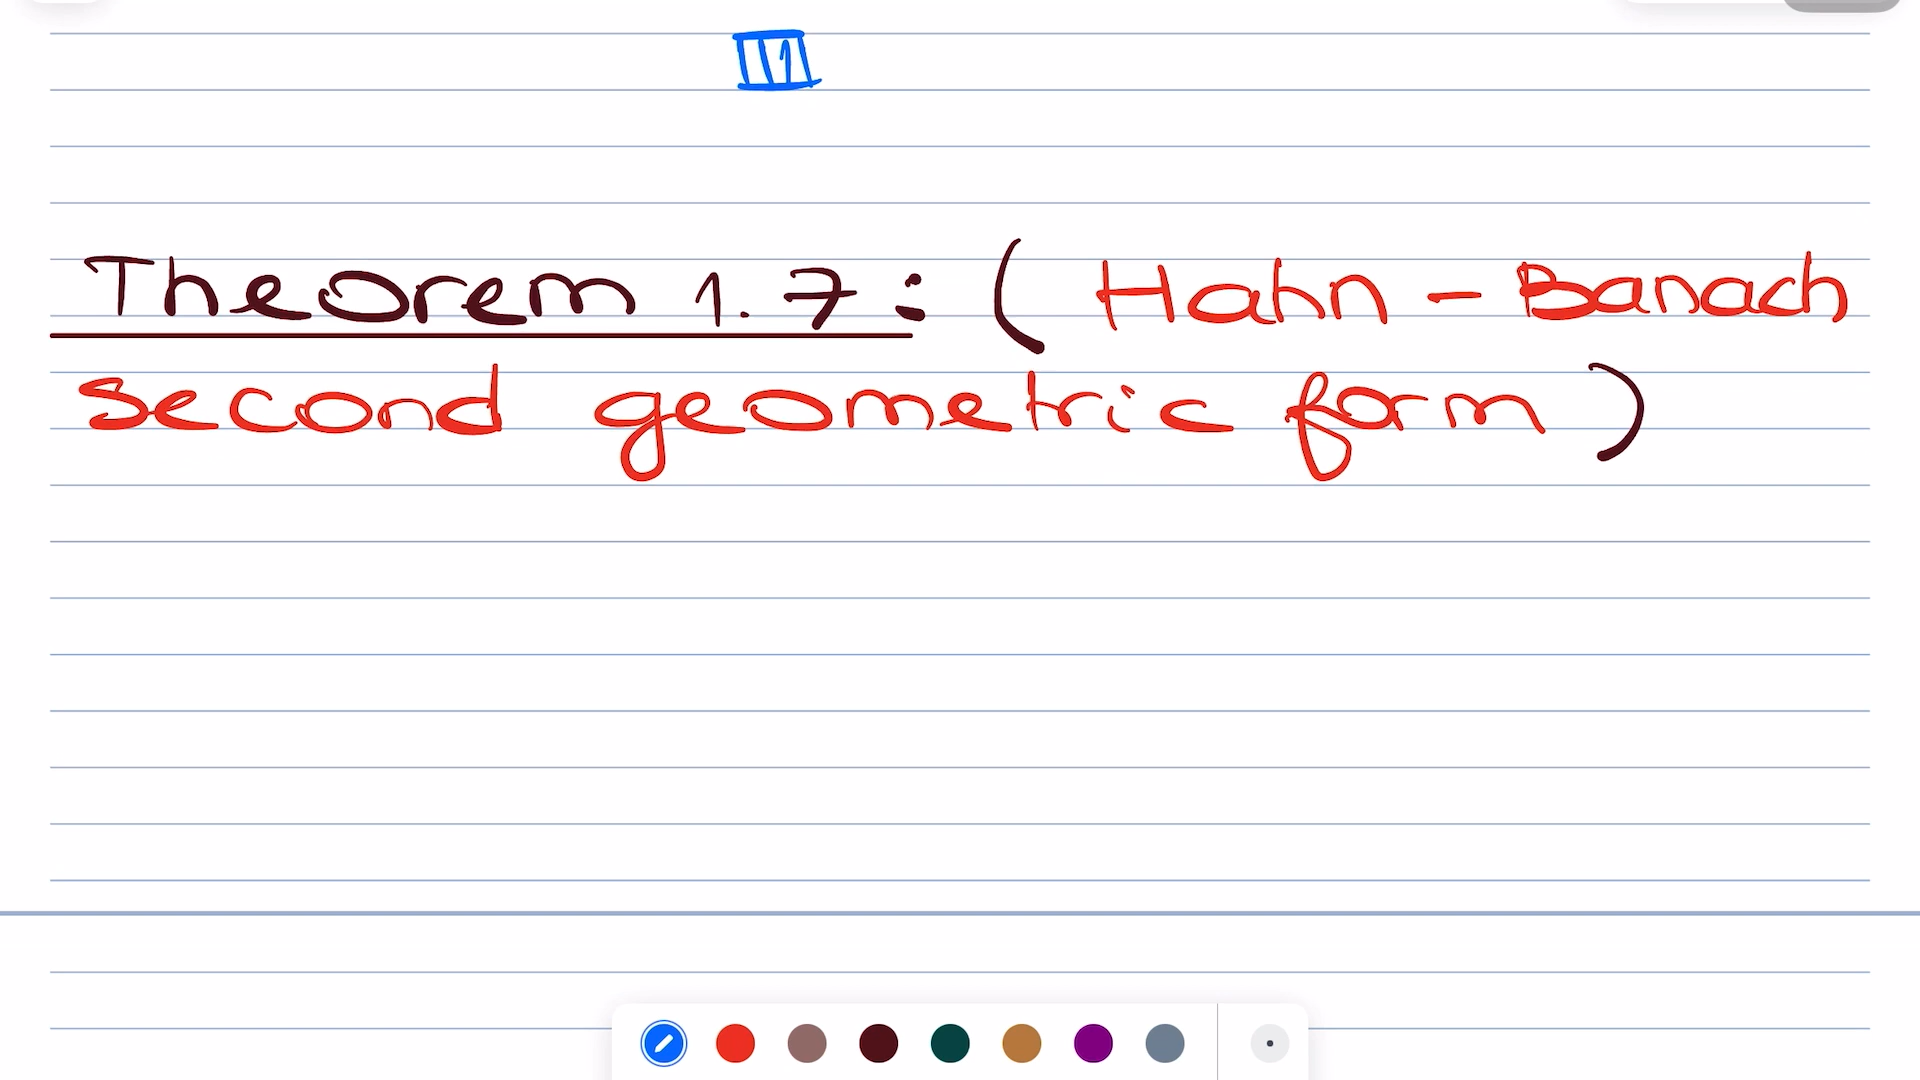 III
Theorem 1.7: (Hahn-Banach
Second geometric form)